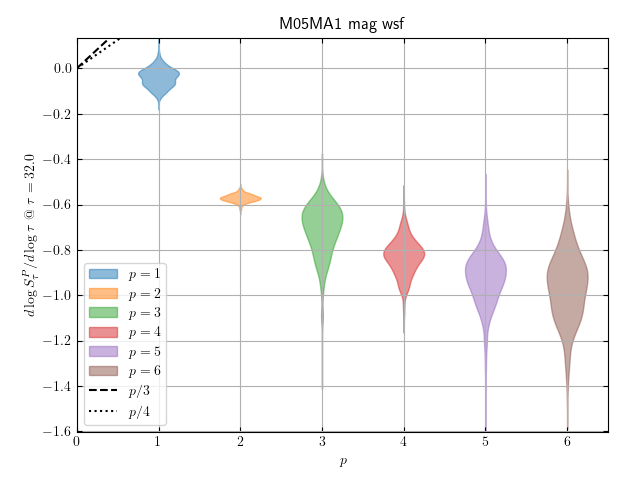 M05MA1 mag wsf
d log S_τ^P / d log τ @ τ = 32.0
0.0
−0.2
−0.4
−0.6
−0.8
−1.0
−1.2
−1.4
−1.6
p = 1
p = 2
p = 3
p = 4
p = 5
p = 6
p/3
p/4
0 1 2 3 4 5 6
p